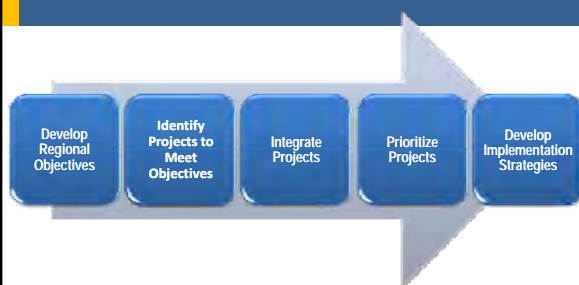 Develop
Regional
Objectives
Identify
Projects to
Meet
Objectives
Integrate
Projects
Prioritize
Projects
Develop
Implementation
Strategies